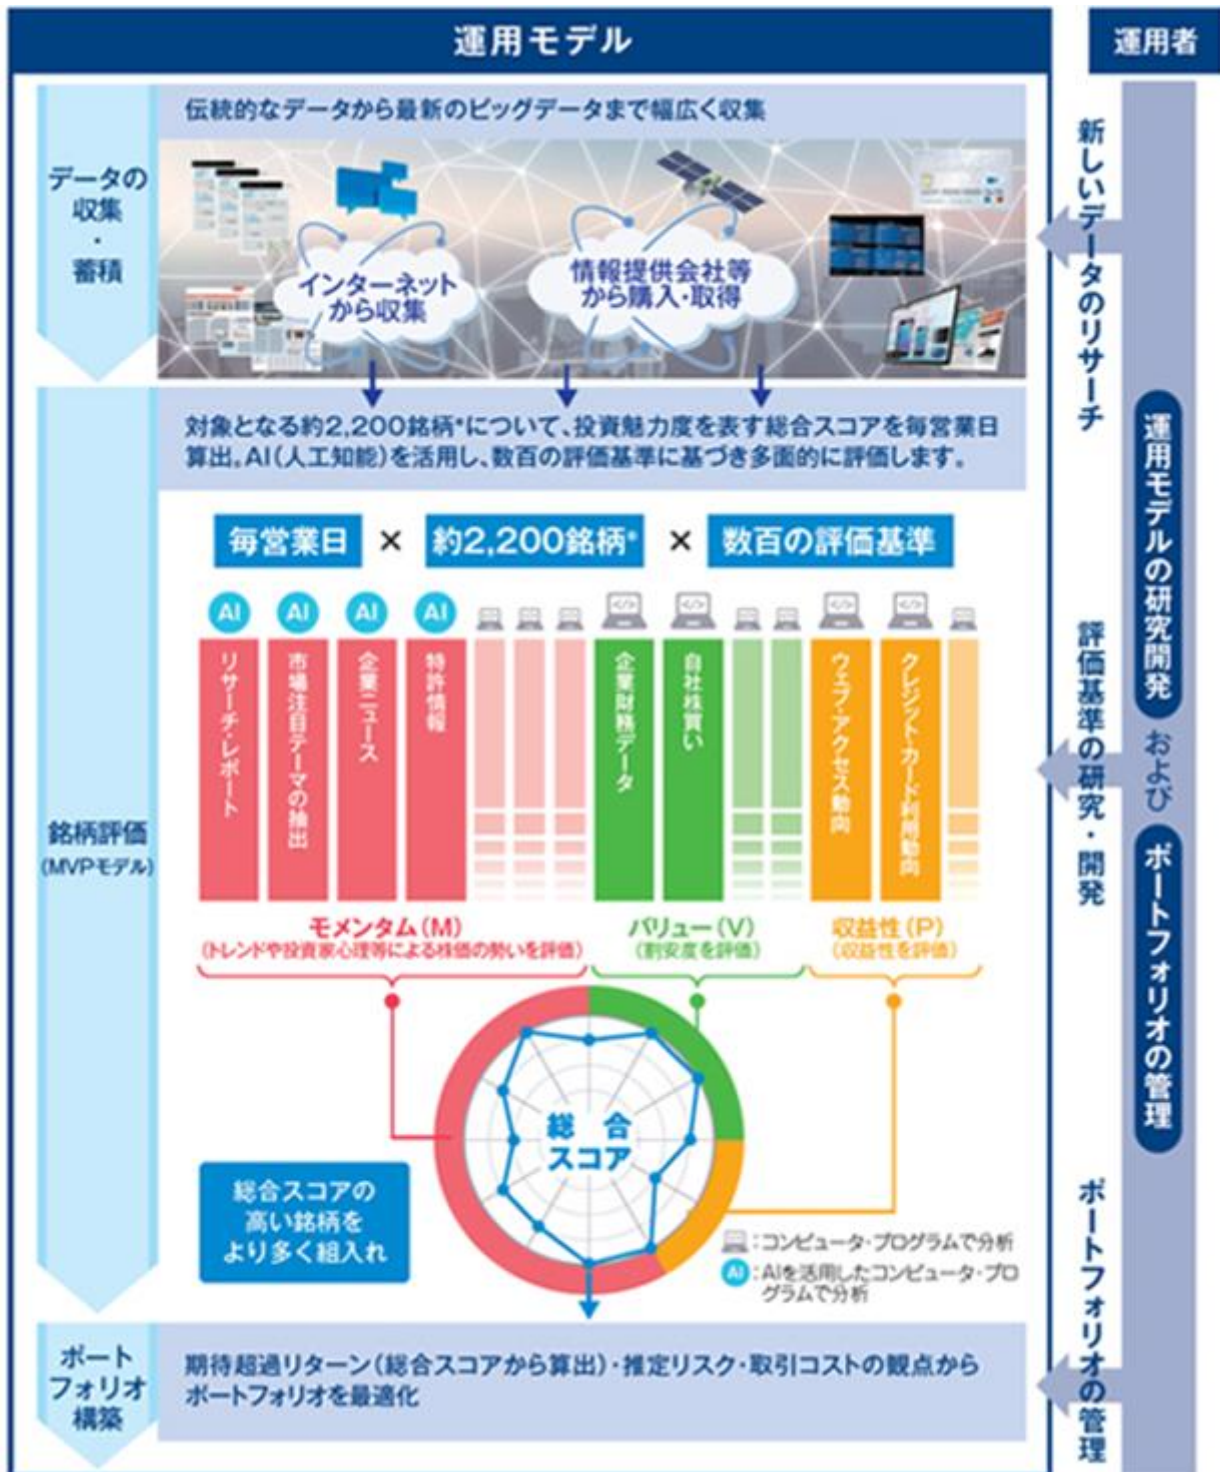 運用モデル
運用者
伝統的なデータから最新のビッグデータまで幅広く収集
データの
収集
・
蓄積
インターネット
から収集
情報提供会社等
から購入・取得
新しいデータのリサーチ
対象となる約2,200銘柄*について、投資魅力度を表す総合スコアを毎営業日
算出。AI(人工知能)を活用し、数百の評価基準に基づき多面的に評価します。
毎営業日 × 約2,200銘柄* × 数百の評価基準
銘柄評価
(MVPモデル)
AI
AI
AI
AI
リサーチ・レポート
市場注目テーマの抽出
企業ニュース
特許情報
企業財務データ
自社株買い
ウェブ・アクセス動向
クレジット・カード利用動向
モメンタム(M)
(トレンドや投資家心理等による株価の勢いを評価)
バリュー(V)
(割安度を評価)
収益性(P)
(収益性を評価)
総合
スコア
総合スコアの
高い銘柄を
より多く組入れ
:コンピュータ・プログラムで分析
AI:AIを活用したコンピュータ・プロ
グラムで分析
評価基準の研究・開発
運用モデルの研究開発
および
ポートフォリオの管理
ポート
フォリオ
構築
期待超過リターン(総合スコアから算出)・推定リスク・取引コストの観点から
ポートフォリオを最適化
ポートフォリオの管理